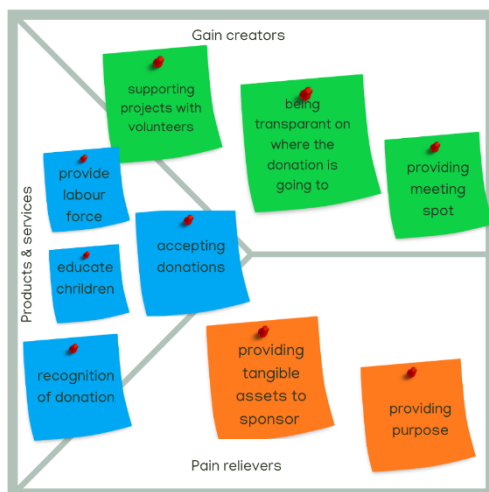 Gain creators
supporting
projects with
volunteers
being
transparant on
where the
donation is
going to
providing
meeting
spot
Products & services
provide
labour
force
accepting
donations
educate
chrildren
recognition
of donation
providing
tangible
assets to
sponsor
providing
purpose
Pain relievers